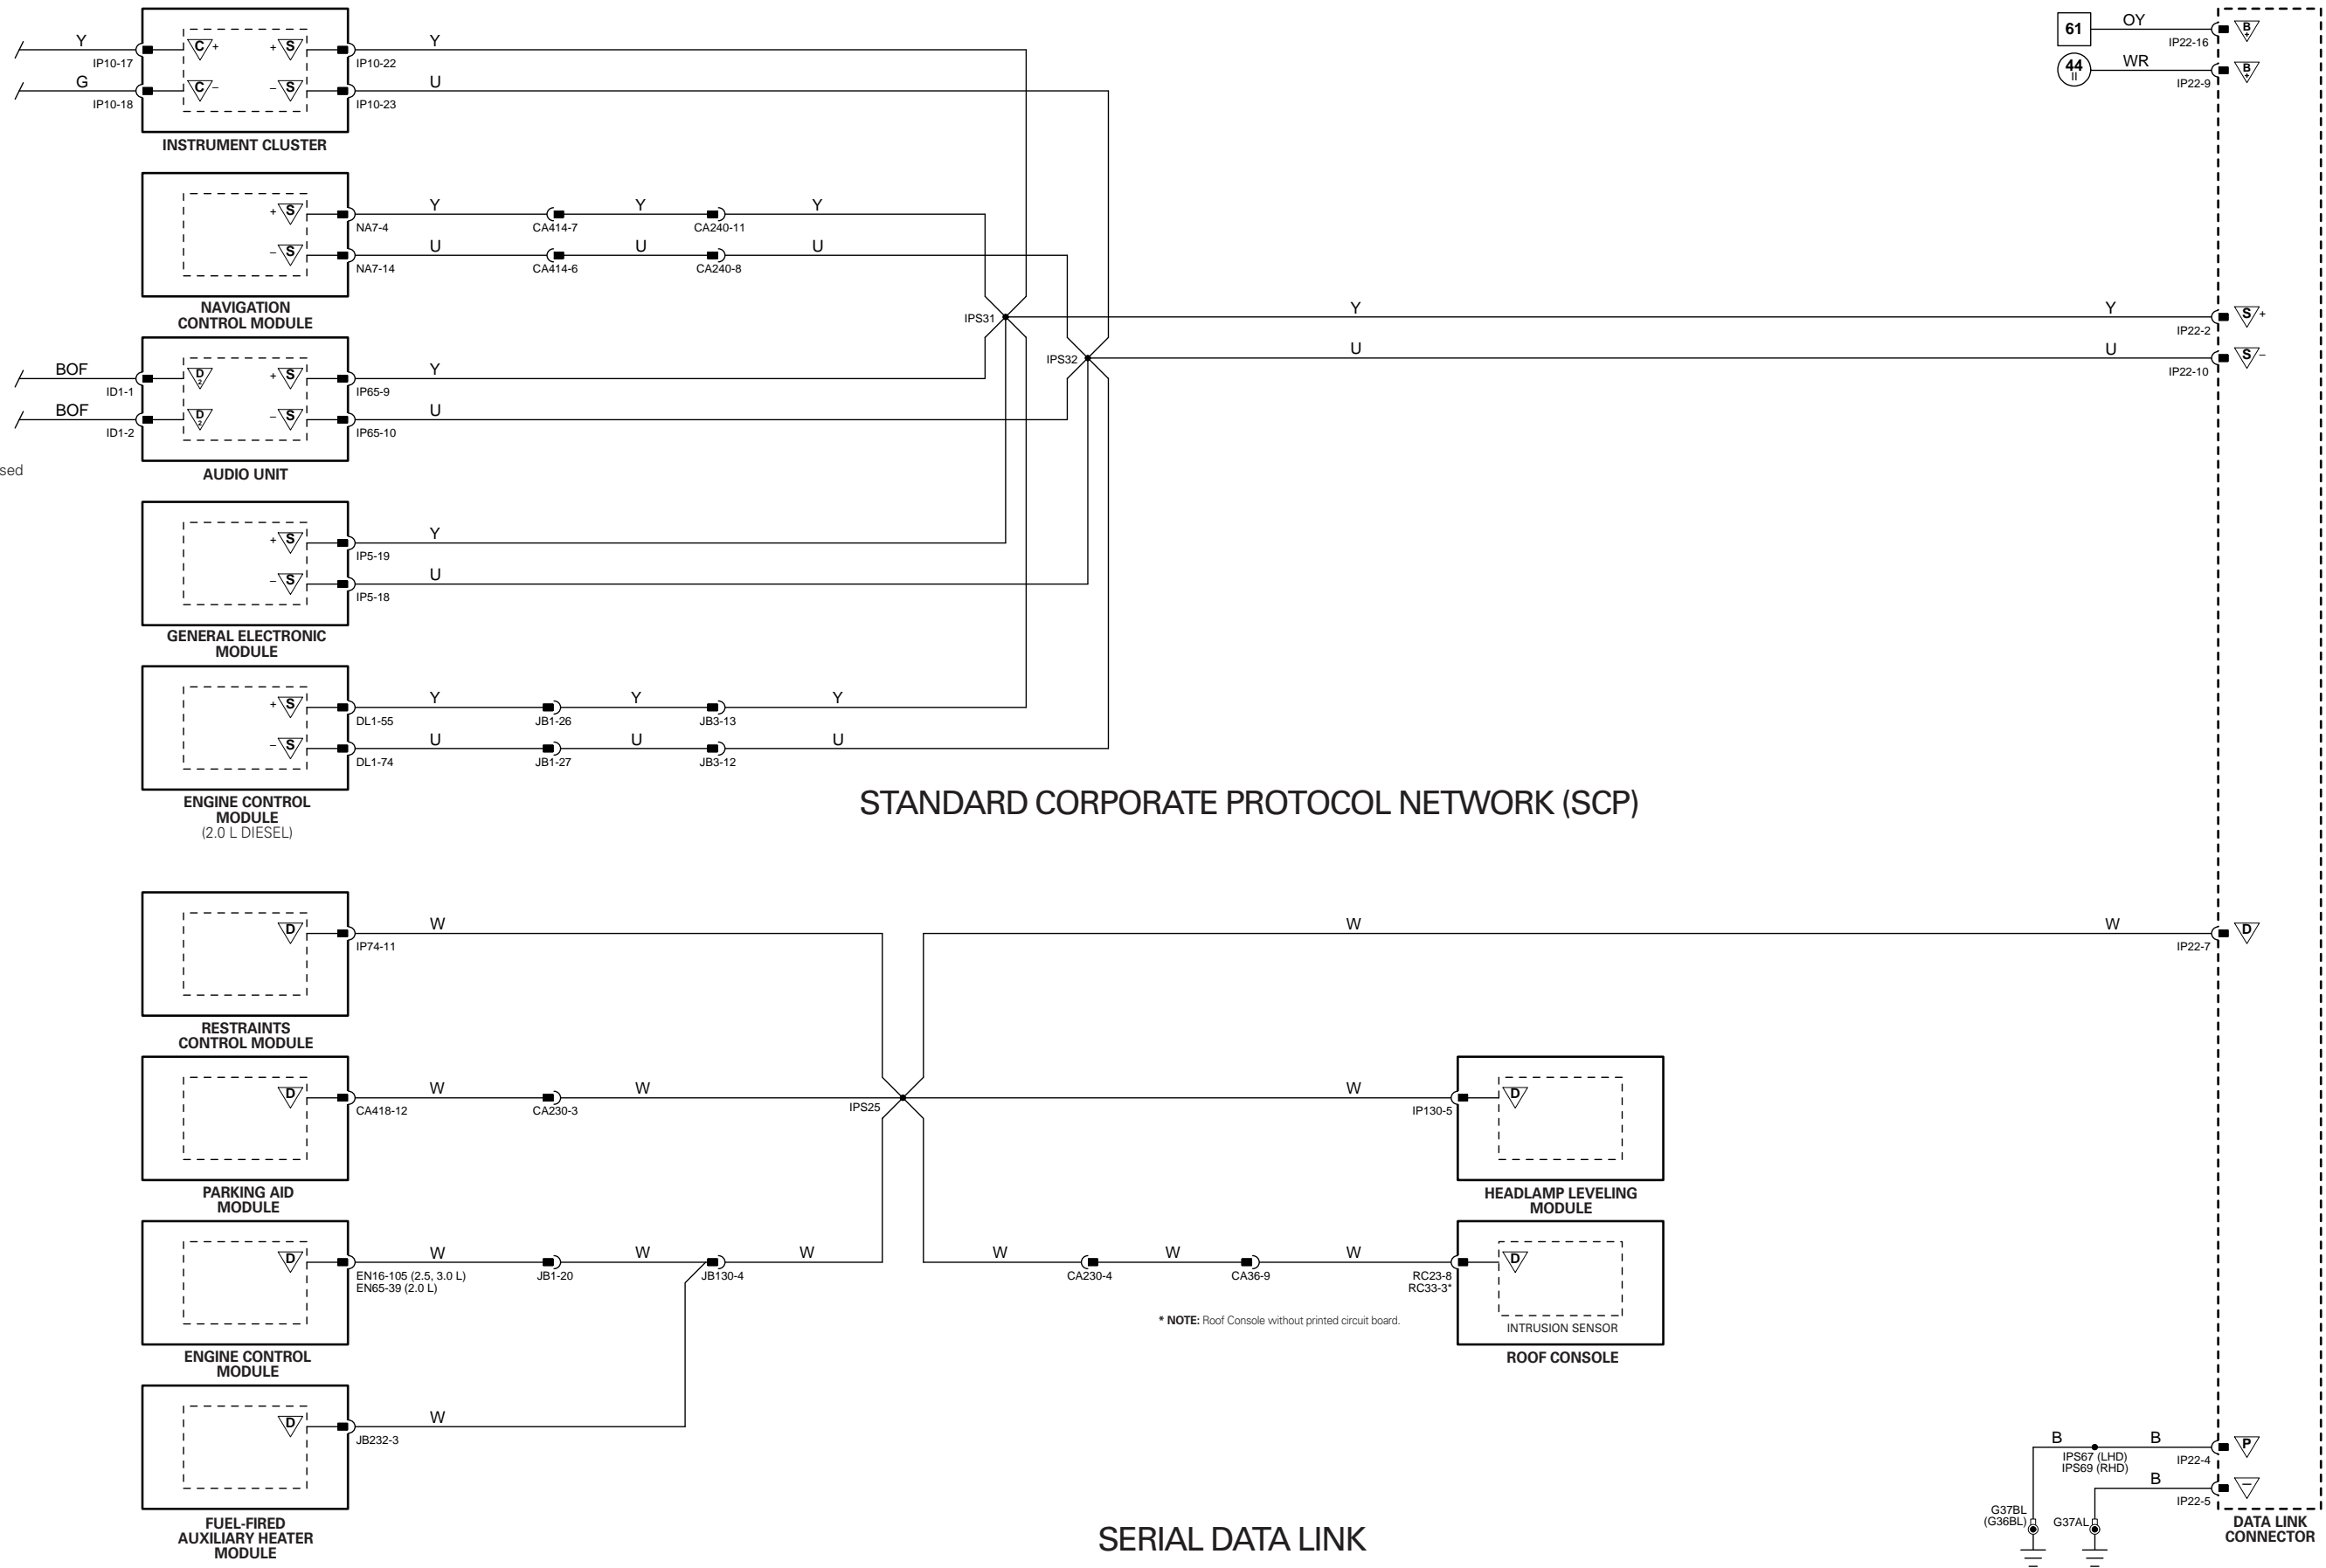 Y
IP10-17
G
IP10-18
C +
C –
+ S
– S
IP10-22
Y
IP10-23
U
INSTRUMENT CLUSTER
61
OY
IP22-16
B +
44 II
WR
IP22-9
B +
+ S
– S
NA7-4
Y
CA414-7
Y
CA240-11
Y
NA7-14
U
CA414-6
U
CA240-8
U
NAVIGATION
CONTROL MODULE
IPS31
Y
Y
IP22-2
S +
IPS32
U
U
IP22-10
S –
BOF
ID1-1
BOF
ID1-2
D 2
D 2
+ S
– S
IP65-9
Y
IP65-10
U
AUDIO UNIT
sed
+ S
– S
IP5-19
Y
IP5-18
U
GENERAL ELECTRONIC
MODULE
+ S
– S
DL1-55
Y
JB1-26
Y
JB3-13
Y
DL1-74
U
JB1-27
U
JB3-12
U
ENGINE CONTROL
MODULE
(2.0 L DIESEL)
STANDARD CORPORATE PROTOCOL NETWORK (SCP)
D
IP74-11
W
W
W
IP22-7
D
RESTRAINTS
CONTROL MODULE
D
CA418-12
W
CA230-3
W
IPS25
W
IP130-5
D
PARKING AID
MODULE
HEADLAMP LEVELING
MODULE
D
EN16-105 (2.5, 3.0 L)
EN65-39 (2.0 L)
W
JB1-20
W
JB130-4
W
W
CA230-4
W
CA36-9
W
RC23-8
RC33-3*
D
INTRUSION SENSOR
* NOTE: Roof Console without printed circuit board.
ENGINE CONTROL
MODULE
ROOF CONSOLE
D
JB232-3
W
FUEL-FIRED
AUXILIARY HEATER
MODULE
SERIAL DATA LINK
B
IPS67 (LHD)
IPS69 (RHD)
B
IP22-4
P
B
IP22-5
–
G37BL
(G36BL)
G37AL
DATA LINK
CONNECTOR